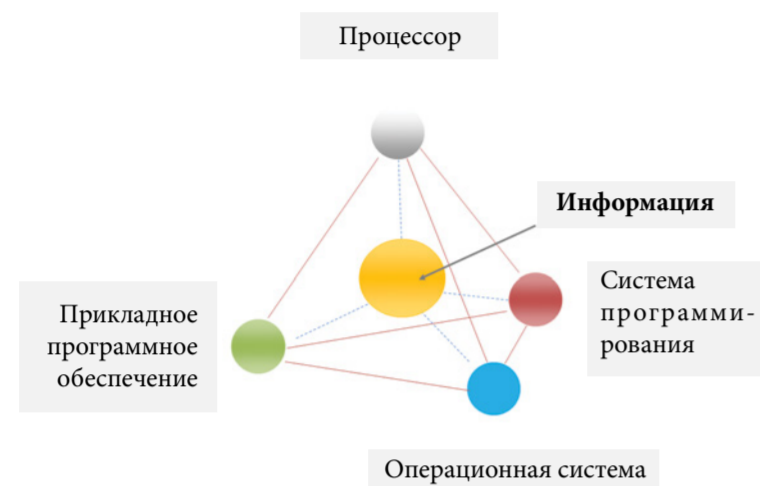 Процессор
Информация
Система
программи-
рования
Прикладное
программное
обеспечение
Операционная система